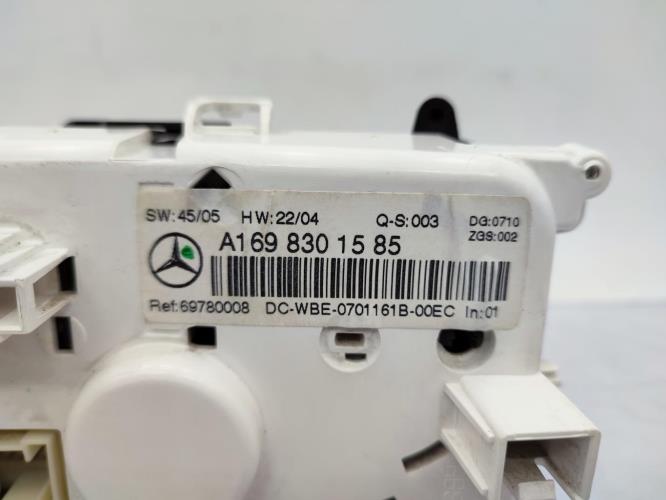 SW:45/05 HW:22/04 Q-S:003 DG:0710
ZGS:002
A169 830 15 85
Ref:69780008 DC-WBE-0701161B-00EC In:01